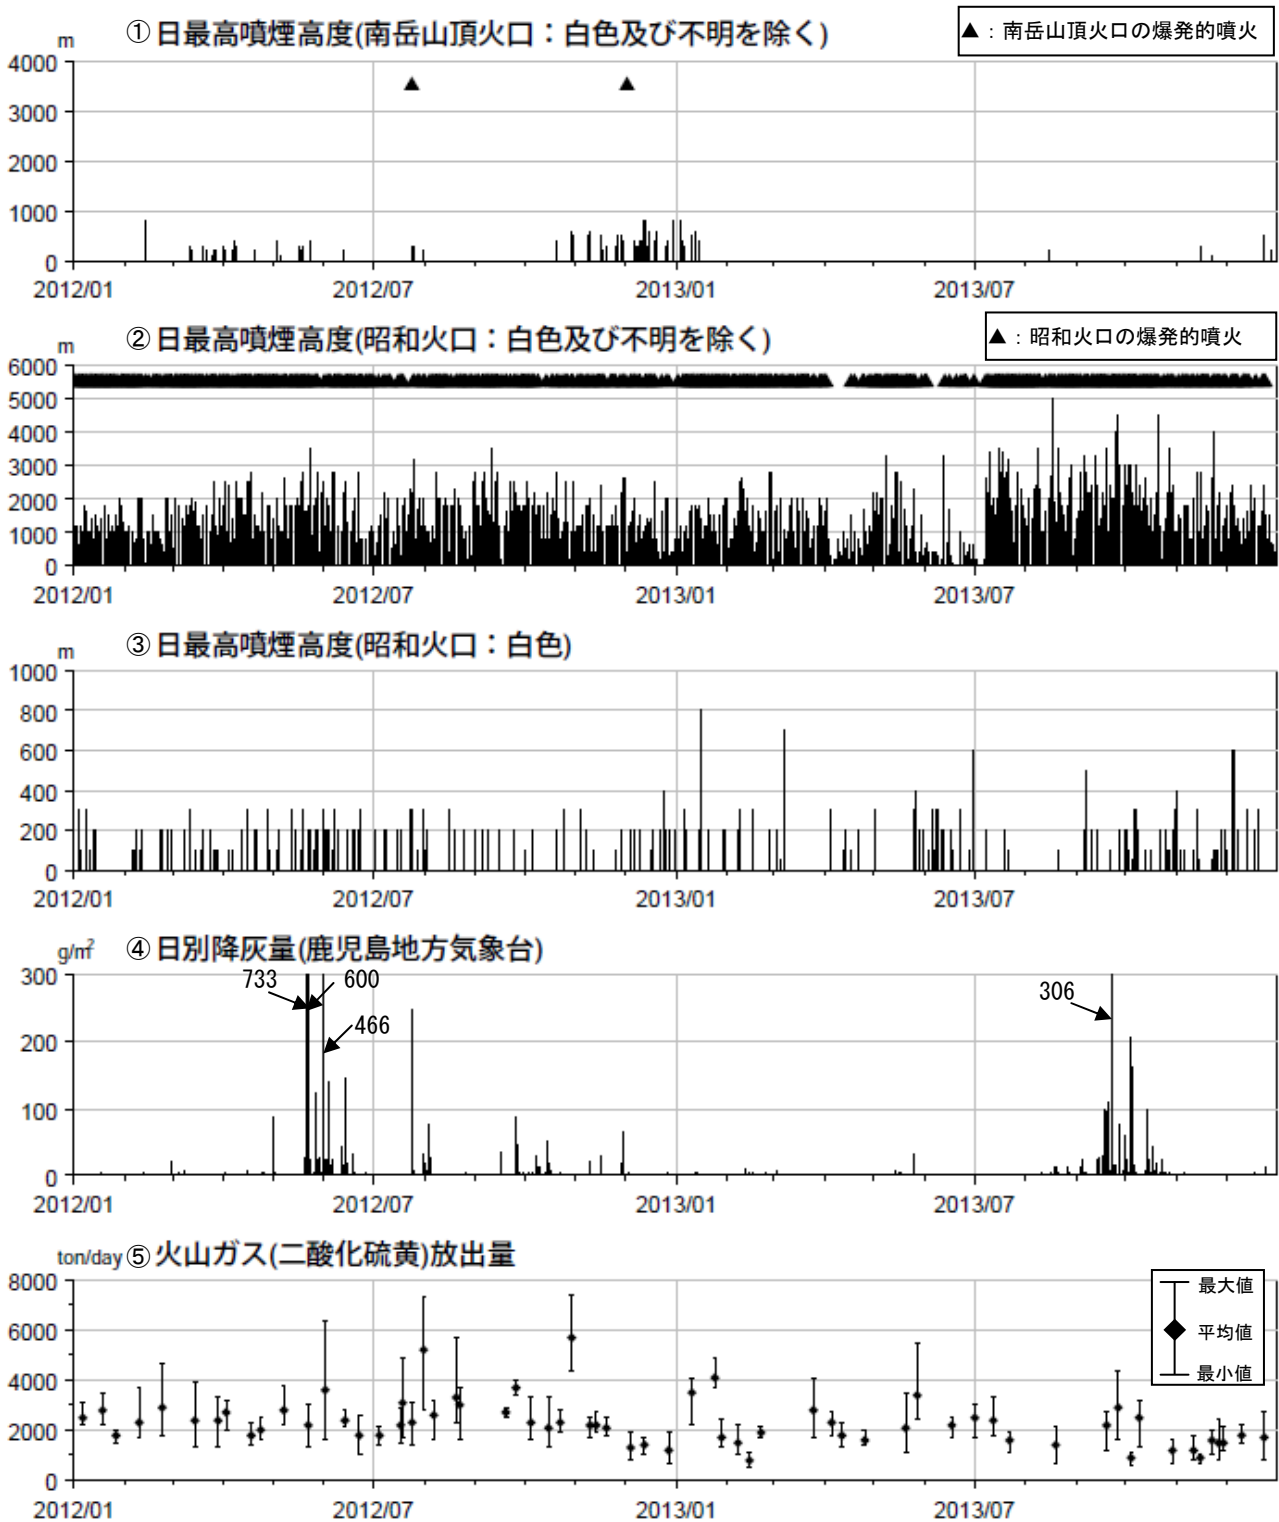 ① 日最高噴煙高度(南岳山頂火口：白色及び不明を除く)
▲：南岳山頂火口の爆発的噴火
m
4000
3000
2000
1000
0
2012/01 2012/07 2013/01 2013/07
② 日最高噴煙高度(昭和火口：白色及び不明を除く)
▲：昭和火口の爆発的噴火
m
6000
5000
4000
3000
2000
1000
0
2012/01 2012/07 2013/01 2013/07
③ 日最高噴煙高度(昭和火口：白色)
m
1000
800
600
400
200
0
2012/01 2012/07 2013/01 2013/07
g/㎡ ④ 日別降灰量(鹿児島地方気象台)
300
733 600
306
466
200
100
0
2012/01 2012/07 2013/01 2013/07
ton/day ⑤ 火山ガス(二酸化硫黄)放出量
8000
最大値
平均値
最小値
6000
4000
2000
0
2012/01 2012/07 2013/01 2013/07